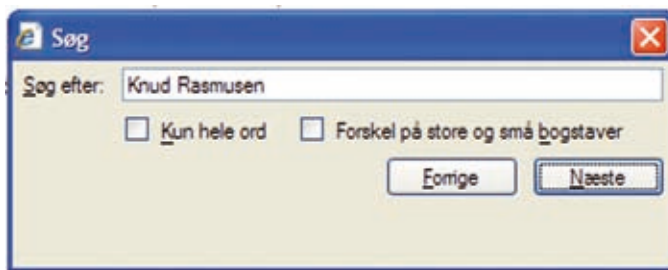 Søg
Søg efter: Knud Rasmusen
Kun hele ord Forskel på store og små bogstaver
Forrige Næste